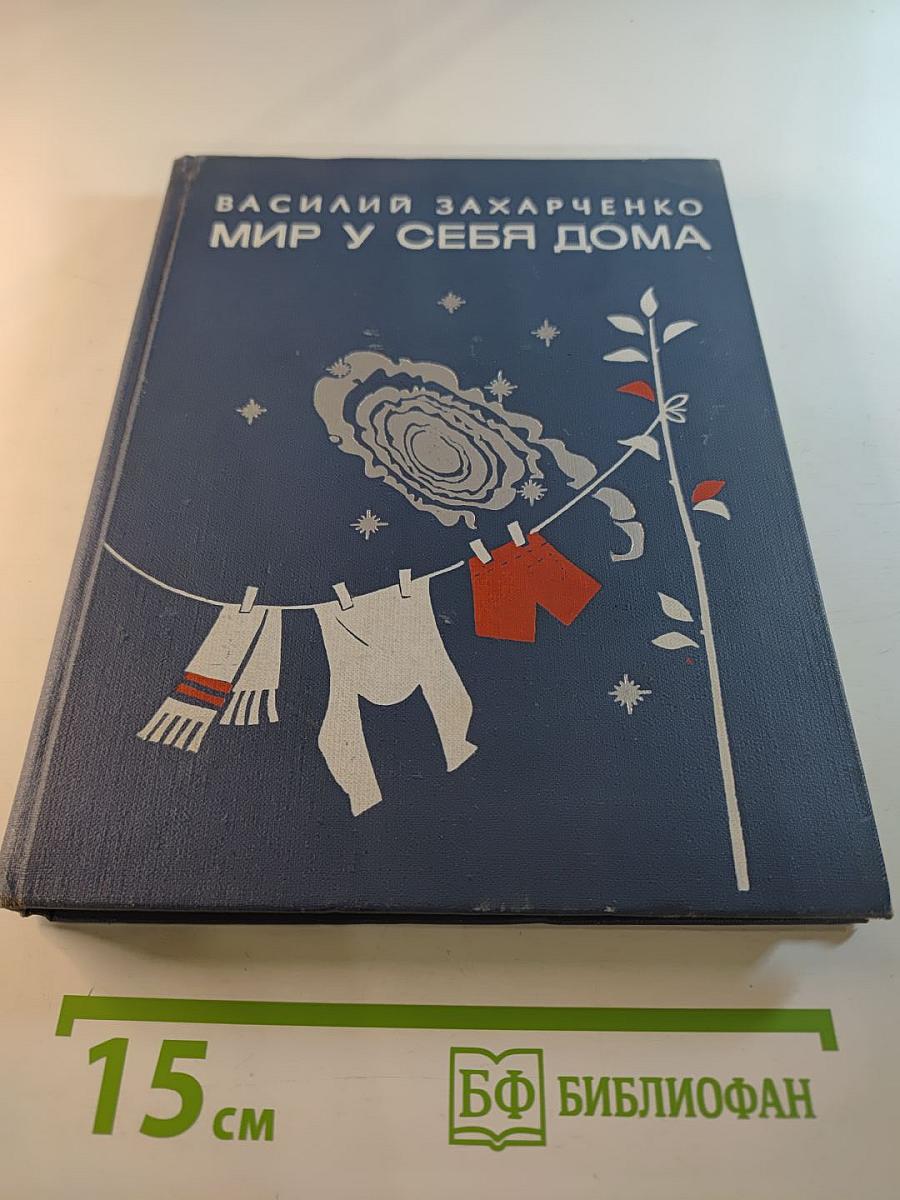 ВАСИЛИЙ ЗАХАРЧЕНКО
МИР У СЕБЯ ДОМА
15 см
БФ БИБЛИОФАН